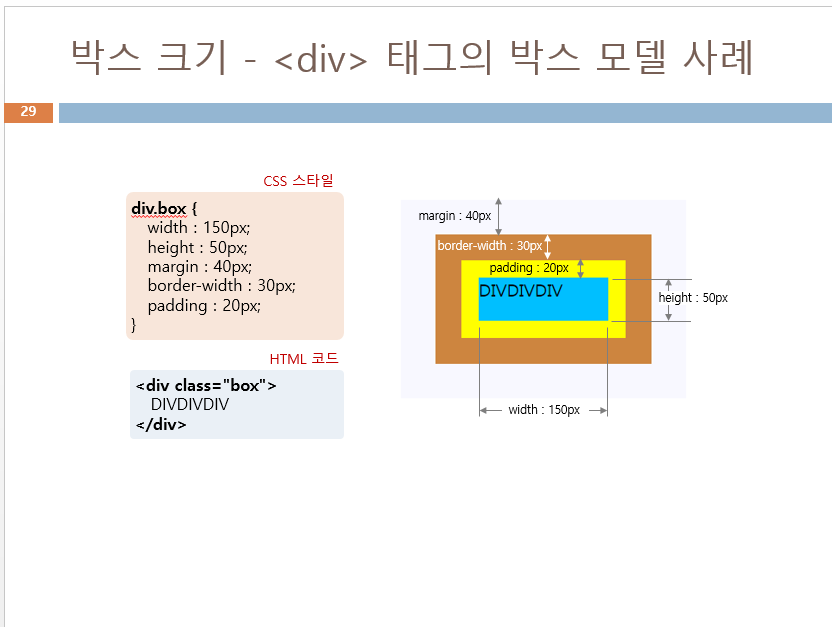 박스 크기 - <div> 태그의 박스 모델 사례
29
CSS 스타일
div.box {
width : 150px;
height : 50px;
margin : 40px;
border-width : 30px;
padding : 20px;
}
HTML 코드
<div class="box">
DIVDIVDIV
</div>
margin : 40px
border-width : 30px
padding : 20px
DIVDIVDIV
height : 50px
width : 150px